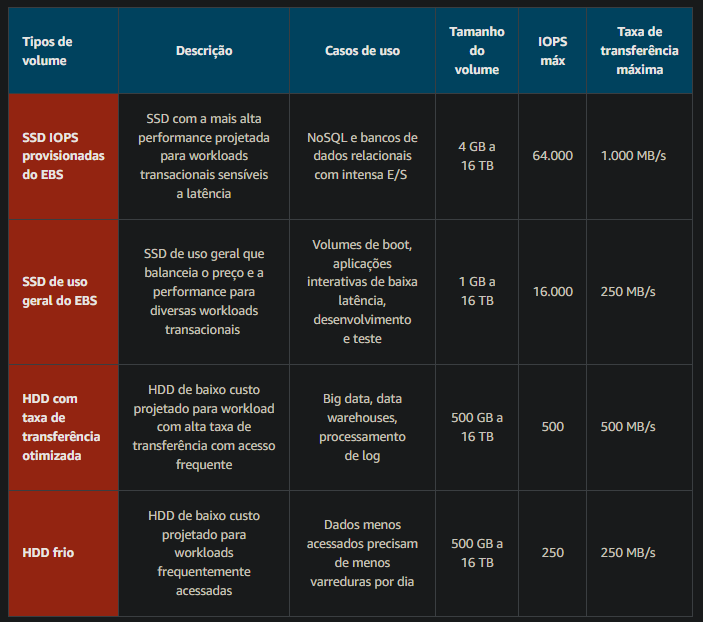 Tipos de
volume
Descrição
Casos de uso
Tamanho
do
volume
IOPS
máx
Taxa de
transferência
máxima
SSD IOPS
provisionadas
do EBS
SSD com a mais alta
performance projetada
para workloads
transacionais sensíveis
a latência
NoSQL e bancos de
dados relacionais
com intensa E/S
4 GB a
16 TB
64.000
1.000 MB/s
SSD de uso
geral do EBS
SSD de uso geral que
balanceia o preço e a
performance para
diversas workloads
transacionais
Volumes de boot,
aplicações
interativas de baixa
latência,
desenvolvimento
e teste
1 GB a
16 TB
16.000
250 MB/s
HDD com
taxa de
transferência
otimizada
HDD de baixo custo
projetado para workload
com alta taxa de
transferência com acesso
frequente
Big data, data
warehouses,
processamento
de log
500 GB a
16 TB
500
500 MB/s
HDD frio
HDD de baixo custo
projetado para
workloads
frequentemente
acessadas
Dados menos
acessados precisam
de menos
varreduras por dia
500 GB a
16 TB
250
250 MB/s